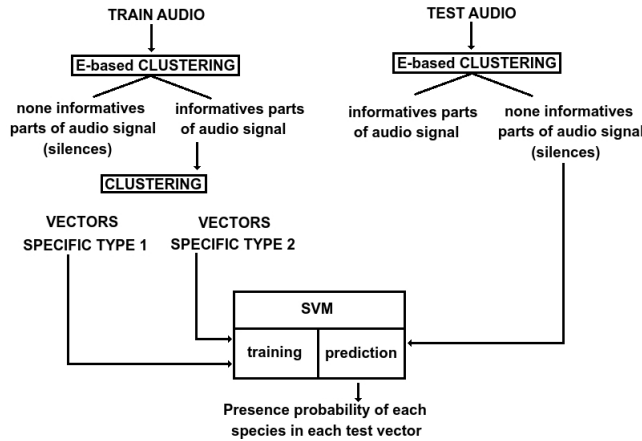 TRAIN AUDIO
E-based CLUSTERING
none informatives
parts of audio signal
(silences)
informatives parts
of audio signal
CLUSTERING
VECTORS
SPECIFIC TYPE 1
VECTORS
SPECIFIC TYPE 2
TEST AUDIO
E-based CLUSTERING
informatives parts
of audio signal
none informatives
parts of audio signal
(silences)
SVM
training
prediction
Presence probability of each
species in each test vector